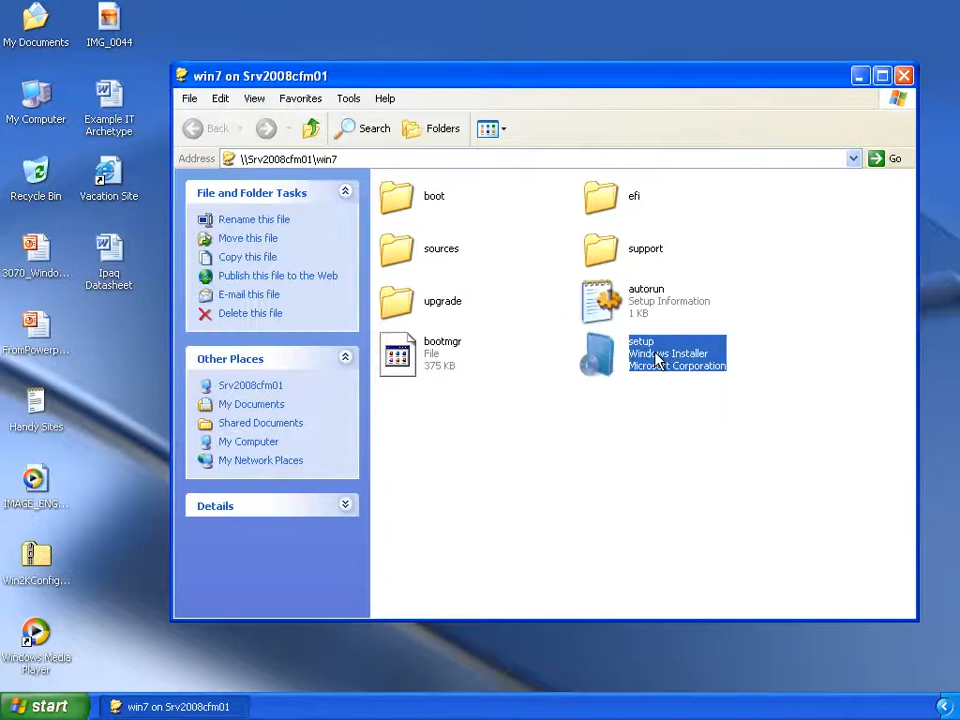 My Documents
IMG_0044
My Computer
Example IT
Archetype
Recycle Bin
Vacation Site
3070_Windo...
Ipaq
Datasheet
FromPowerp...
Handy Sites
IMAGE_ENG...
Win2KConfig...
Windows Media
Player
win7 on Srv2008cfm01
File Edit View Favorites Tools Help
Back Search Folders
Address \\Srv2008cfm01\win7 Go
File and Folder Tasks
Rename this file
Move this file
Copy this file
Publish this file to the Web
E-mail this file
Delete this file
Other Places
Srv2008cfm01
My Documents
Shared Documents
My Computer
My Network Places
Details
boot
efi
sources
support
upgrade
autorun
Setup Information
1 KB
bootmgr
File
375 KB
setup
Windows Installer
Microsoft Corporation
start
win7 on Srv2008cfm01